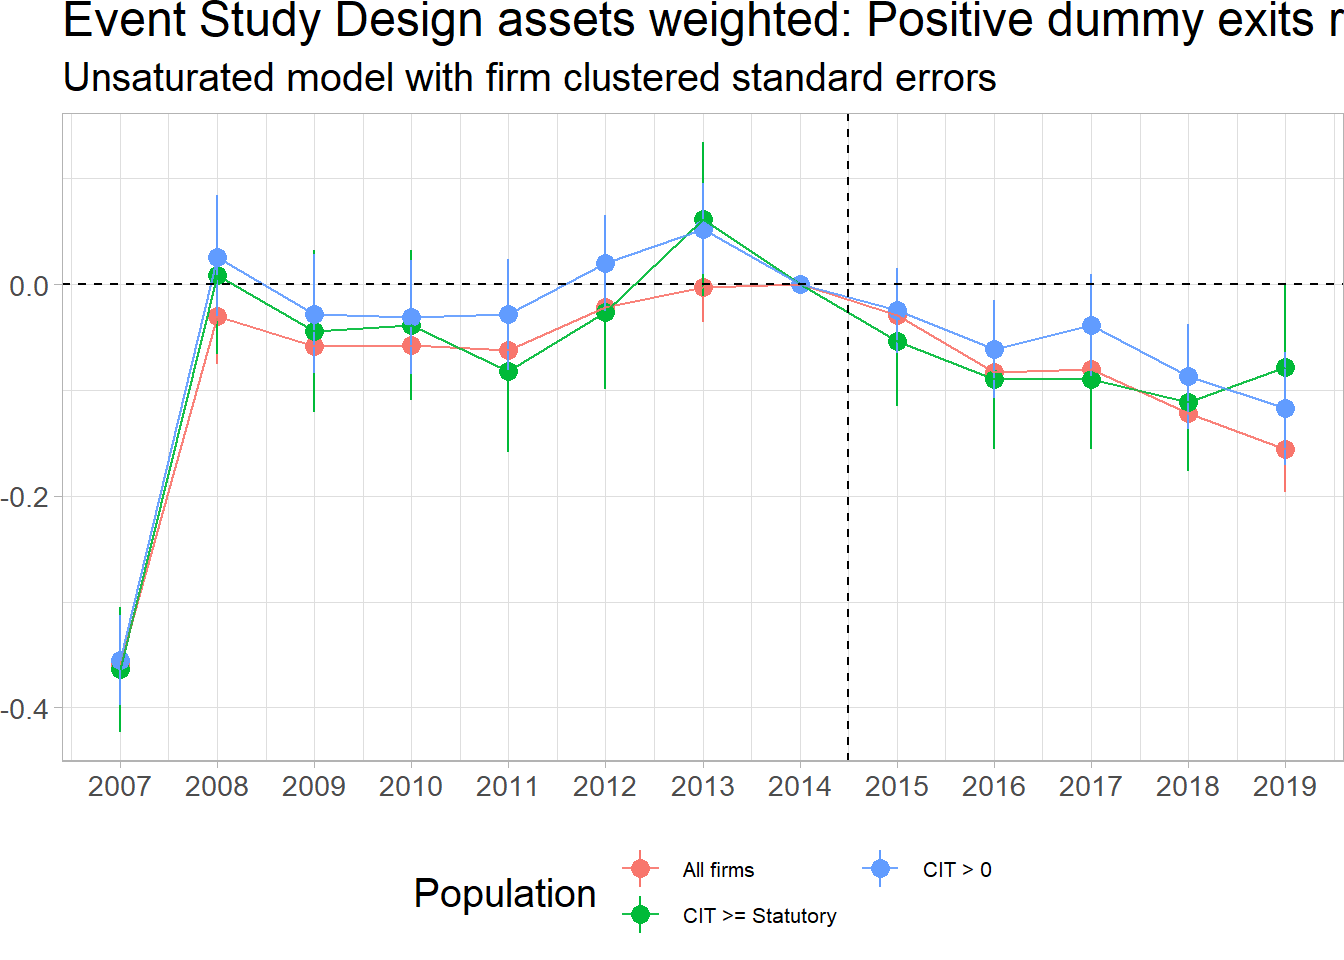 Event Study Design assets weighted: Positive dummy exits
Unsaturated model with firm clustered standard errors
0.0
-0.2
-0.4
2007 2008 2009 2010 2011 2012 2013 2014 2015 2016 2017 2018 2019
Population
All firms
CIT > 0
CIT >= Statutory